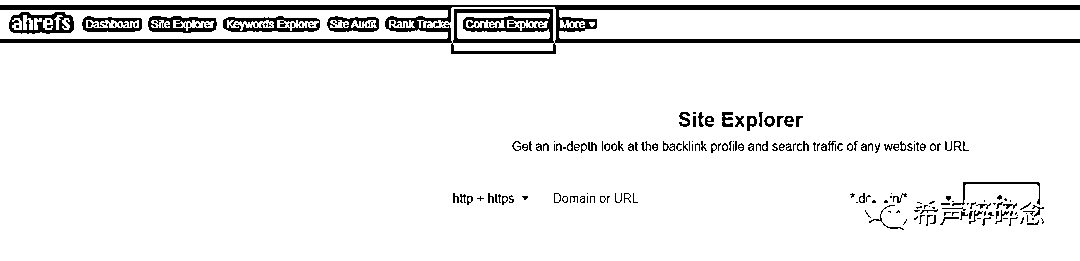 ahrefs Dashboard Site Explorer Keywords Explorer Site Audit Rank Tracker Content Explorer More
Site Explorer
Get an in-depth look at the backlink profile and search traffic of any website or URL
http + https Domain or URL
希声碎碎念